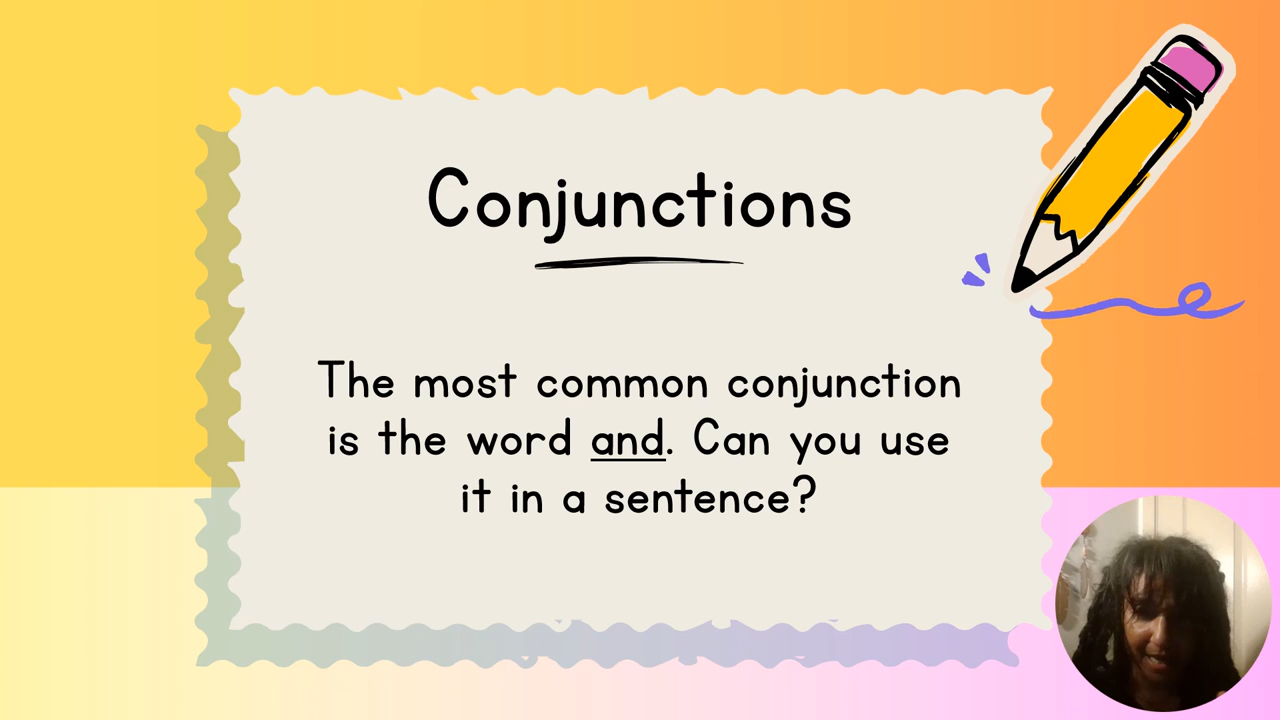 Conjunctions
The most common conjunction
is the word and. Can you use
it in a sentence?